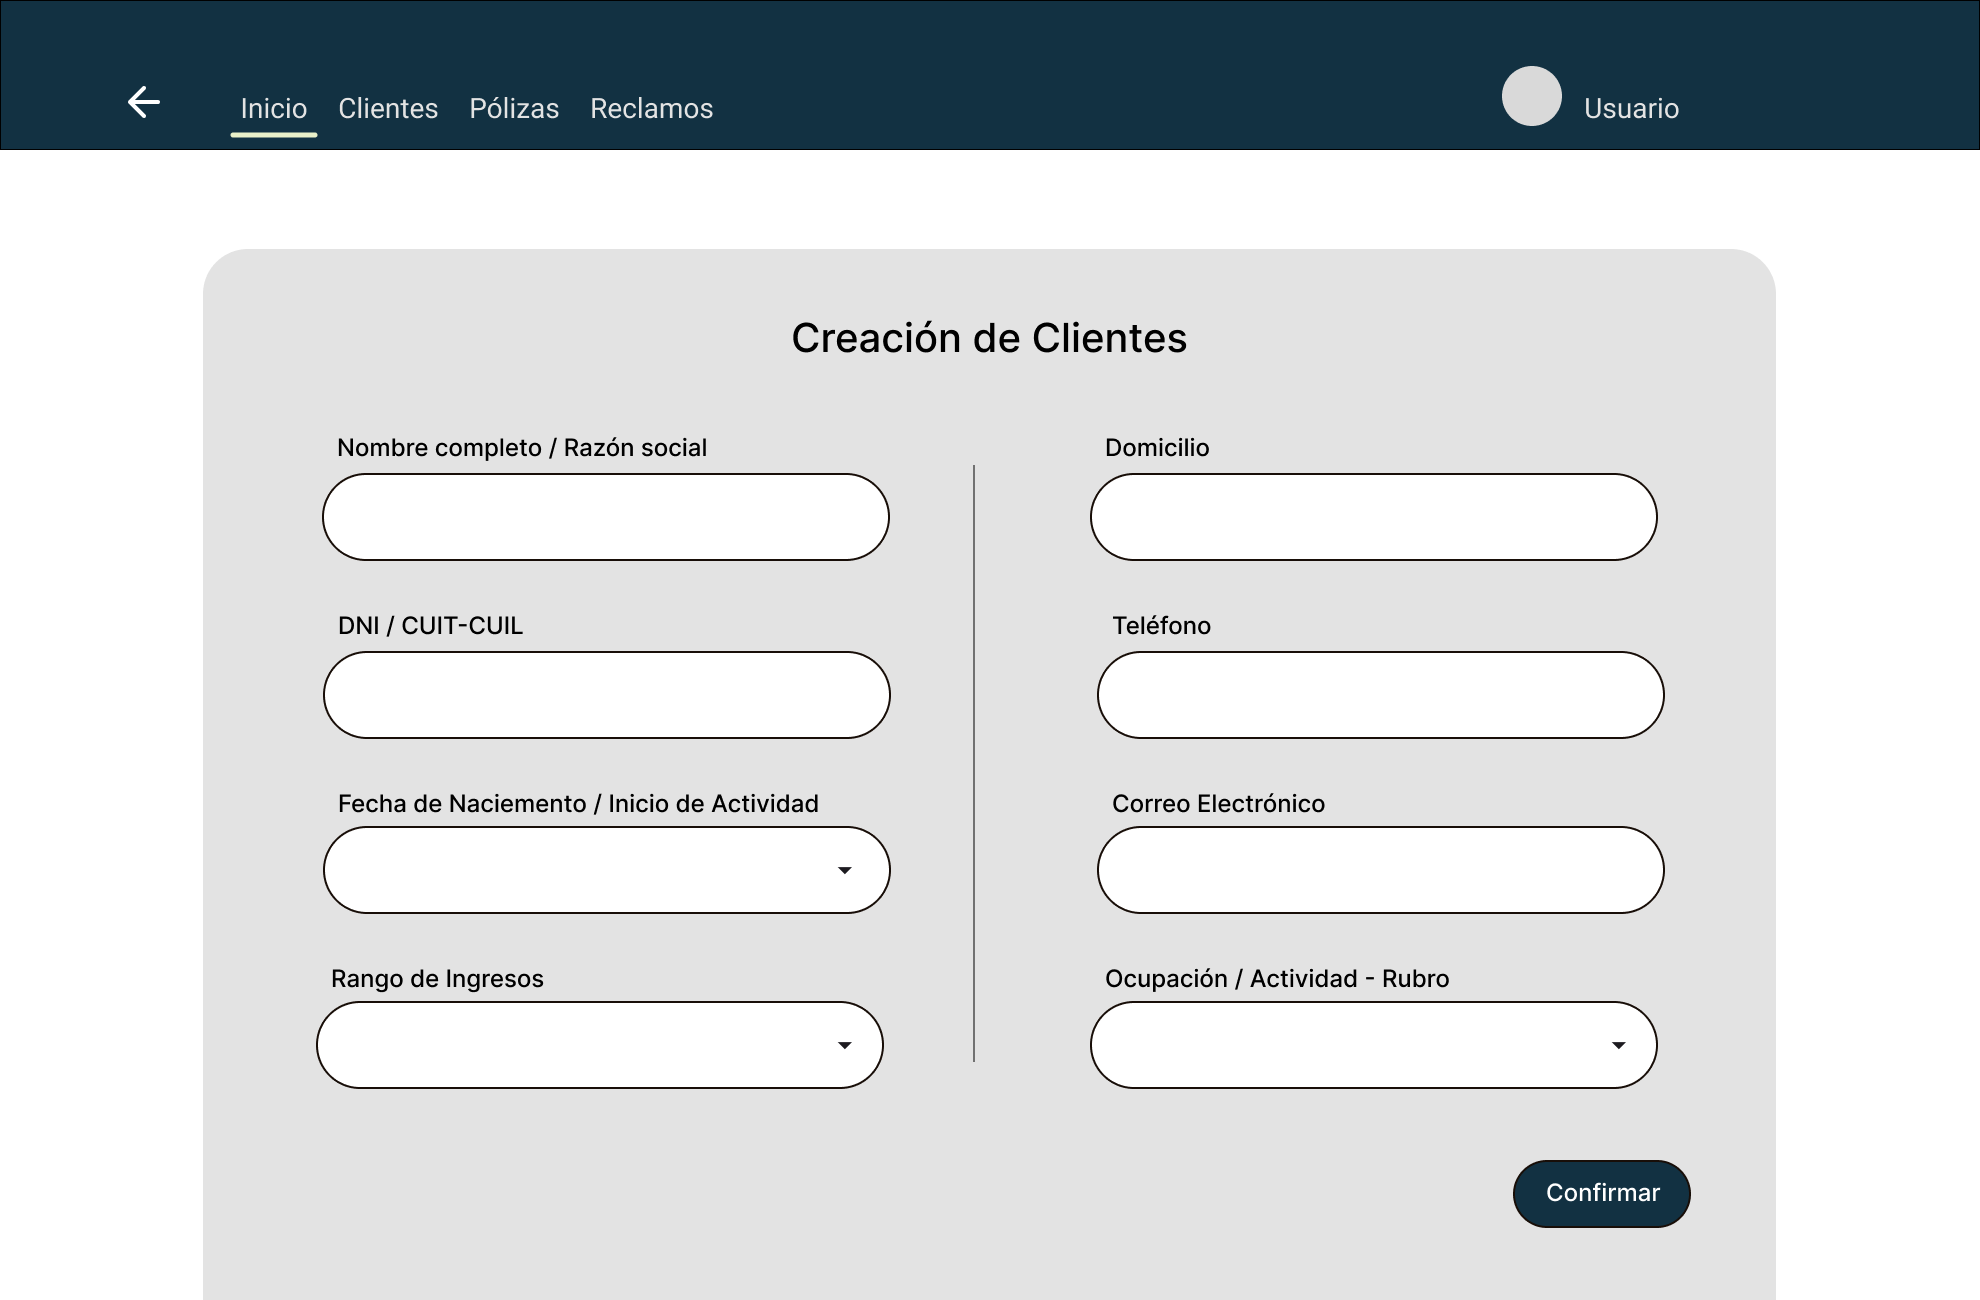 Inicio Clientes Pólizas Reclamos Usuario
Creación de Clientes
Nombre completo / Razón social
DNI / CUIT-CUIL
Fecha de Naciemento / Inicio de Actividad
Rango de Ingresos
Domicilio
Teléfono
Correo Electrónico
Ocupación / Actividad - Rubro
Confirmar